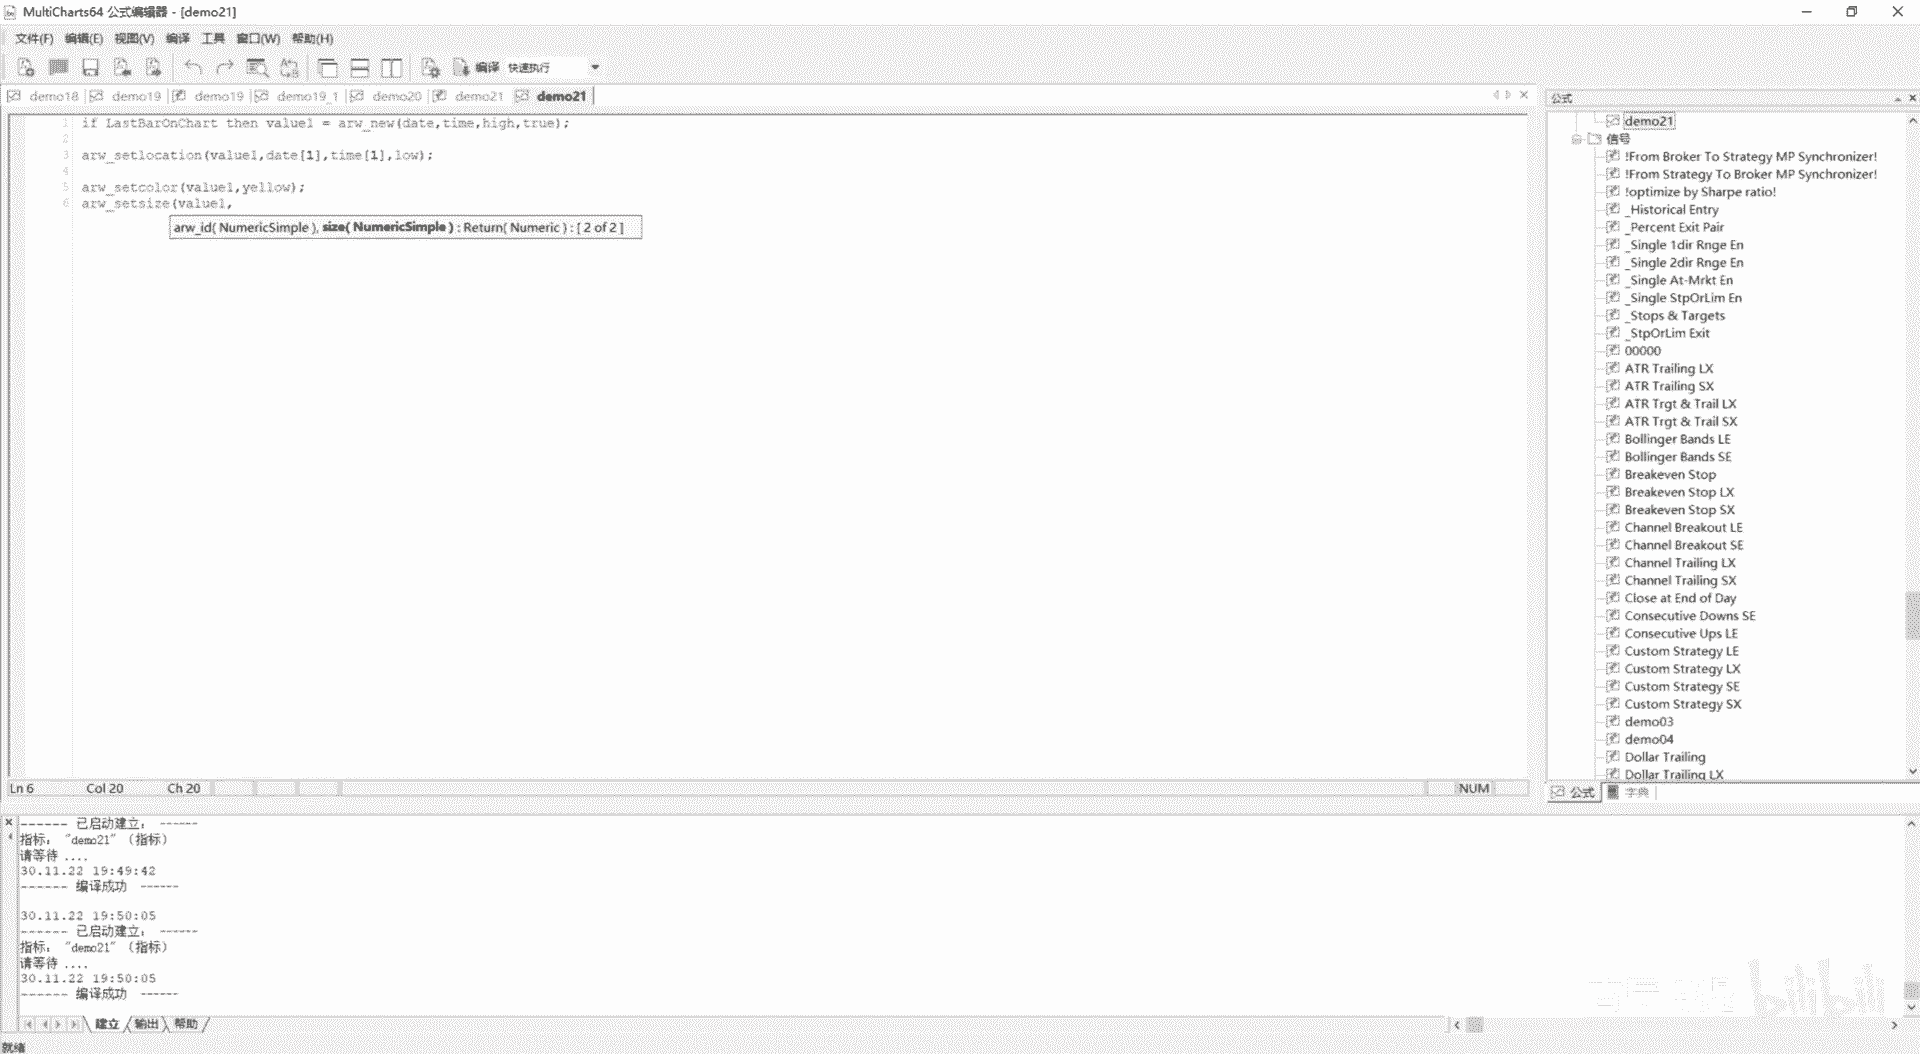 MultiCharts64 公式编辑器 - [demo21]
文件(F) 编辑(E) 视图(V) 编译 工具 窗口(W) 帮助(H)
编译 快速执行
demo18 demo19 demo19 demo19_1 demo20 demo21 demo21
1 if LastBarOnChart then value1 = arw_new(date,time,high,true);
2
3 arw_setlocation(value1,date[1],time[1],low);
4
5 arw_setcolor(value1,yellow);
6 arw_setsize(value1,
arw_id( NumericSimple ), size( NumericSimple ) : Return( Numeric ) : [ 2 of 2 ]
Ln 6 Col 20 Ch 20 NUM
公式
demo21
信号
!From Broker To Strategy MP Synchronizer!
!From Strategy To Broker MP Synchronizer!
!optimize by Sharpe ratio!
_Historical Entry
_Percent Exit Pair
_Single 1dir Rnge En
_Single 2dir Rnge En
_Single At-Mrkt En
_Single StpOrLim En
_Stops & Targets
_StpOrLim Exit
00000
ATR Trailing LX
ATR Trailing SX
ATR Trgt & Trail LX
ATR Trgt & Trail SX
Bollinger Bands LE
Bollinger Bands SE
Breakeven Stop
Breakeven Stop LX
Breakeven Stop SX
Channel Breakout LE
Channel Breakout SE
Channel Trailing LX
Channel Trailing SX
Close at End of Day
Consecutive Downs SE
Consecutive Ups LE
Custom Strategy LE
Custom Strategy LX
Custom Strategy SE
Custom Strategy SX
demo03
demo04
Dollar Trailing
Dollar Trailing LX
公式 字典
------ 已启动建立： ------
指标： "demo21" （指标）
请等待 ....
30.11.22 19:49:42
------ 编译成功 ------
30.11.22 19:50:05
------ 已启动建立： ------
指标： "demo21" （指标）
请等待 ....
30.11.22 19:50:05
------ 编译成功 ------
建立 输出 帮助
就绪
bilibili